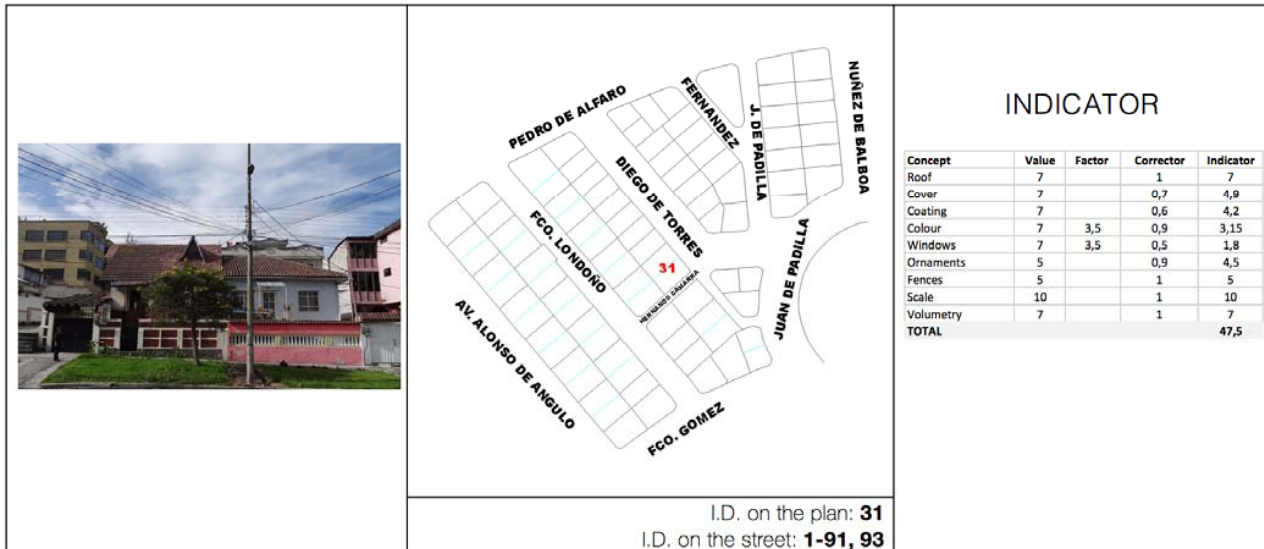 PEDRO DE ALFARO
FERNANDEZ
J. DE PADILLA
NUÑEZ DE BALBOA
DIEGO DE TORRES
FCO. LONDOÑO
31
HERNANDO GAMARRA
JUAN DE PADILLA
AV. ALONSO DE ANGULO
FCO. GOMEZ
I.D. on the plan: 31
I.D. on the street: 1-91, 93
INDICATOR
Concept Value Factor Corrector Indicator
Roof 7 1 7
Cover 7 0,7 4,9
Coating 7 0,6 4,2
Colour 7 3,5 0,9 3,15
Windows 7 3,5 0,5 1,8
Ornaments 5 0,9 4,5
Fences 5 1 5
Scale 10 1 10
Volumetry 7 1 7
TOTAL 47,5